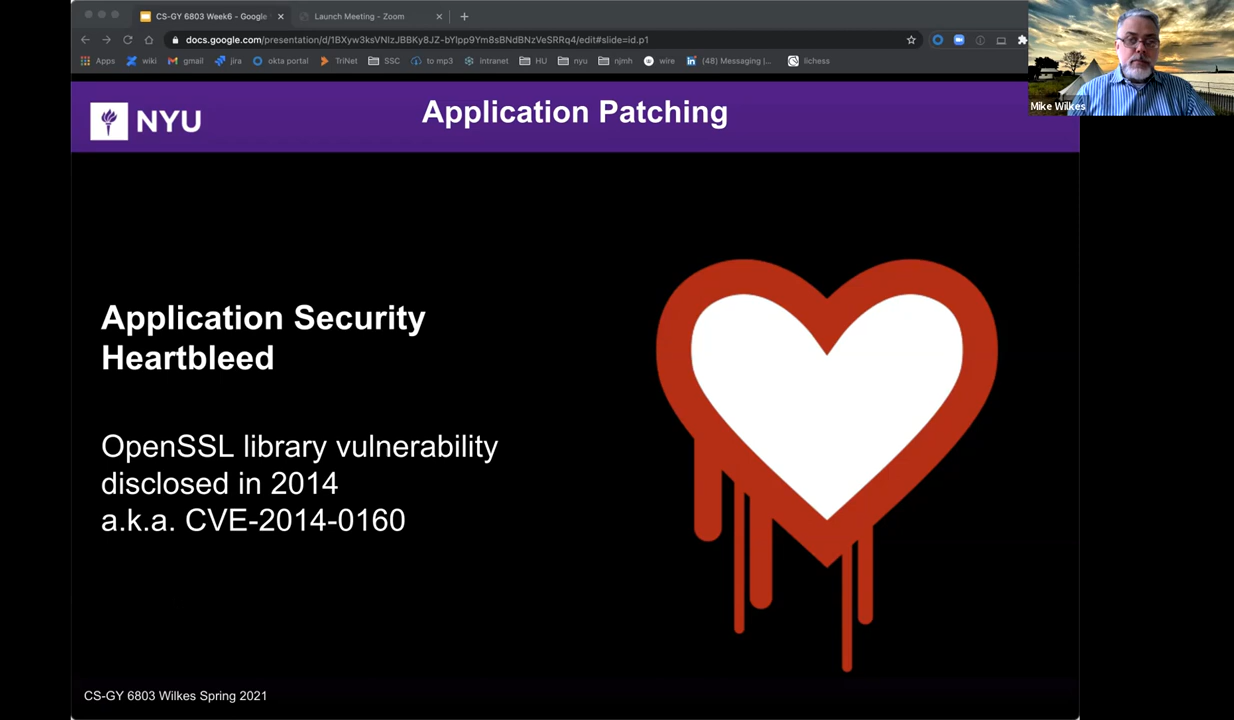 CS-GY 6803 Week6 - Google
Launch Meeting - Zoom
docs.google.com/presentation/d/1BXyw3ksVNlzJBBKy8JZ-bYlpp9Ym8sBNdBNzVeSRRq4/edit#slide=id.p1
Apps wiki gmail jira okta portal TriNet SSC to mp3 intranet HU nyu njmh wire (48) Messaging |... lichess
Mike Wilkes
NYU
Application Patching
Application Security
Heartbleed
OpenSSL library vulnerability
disclosed in 2014
a.k.a. CVE-2014-0160
CS-GY 6803 Wilkes Spring 2021